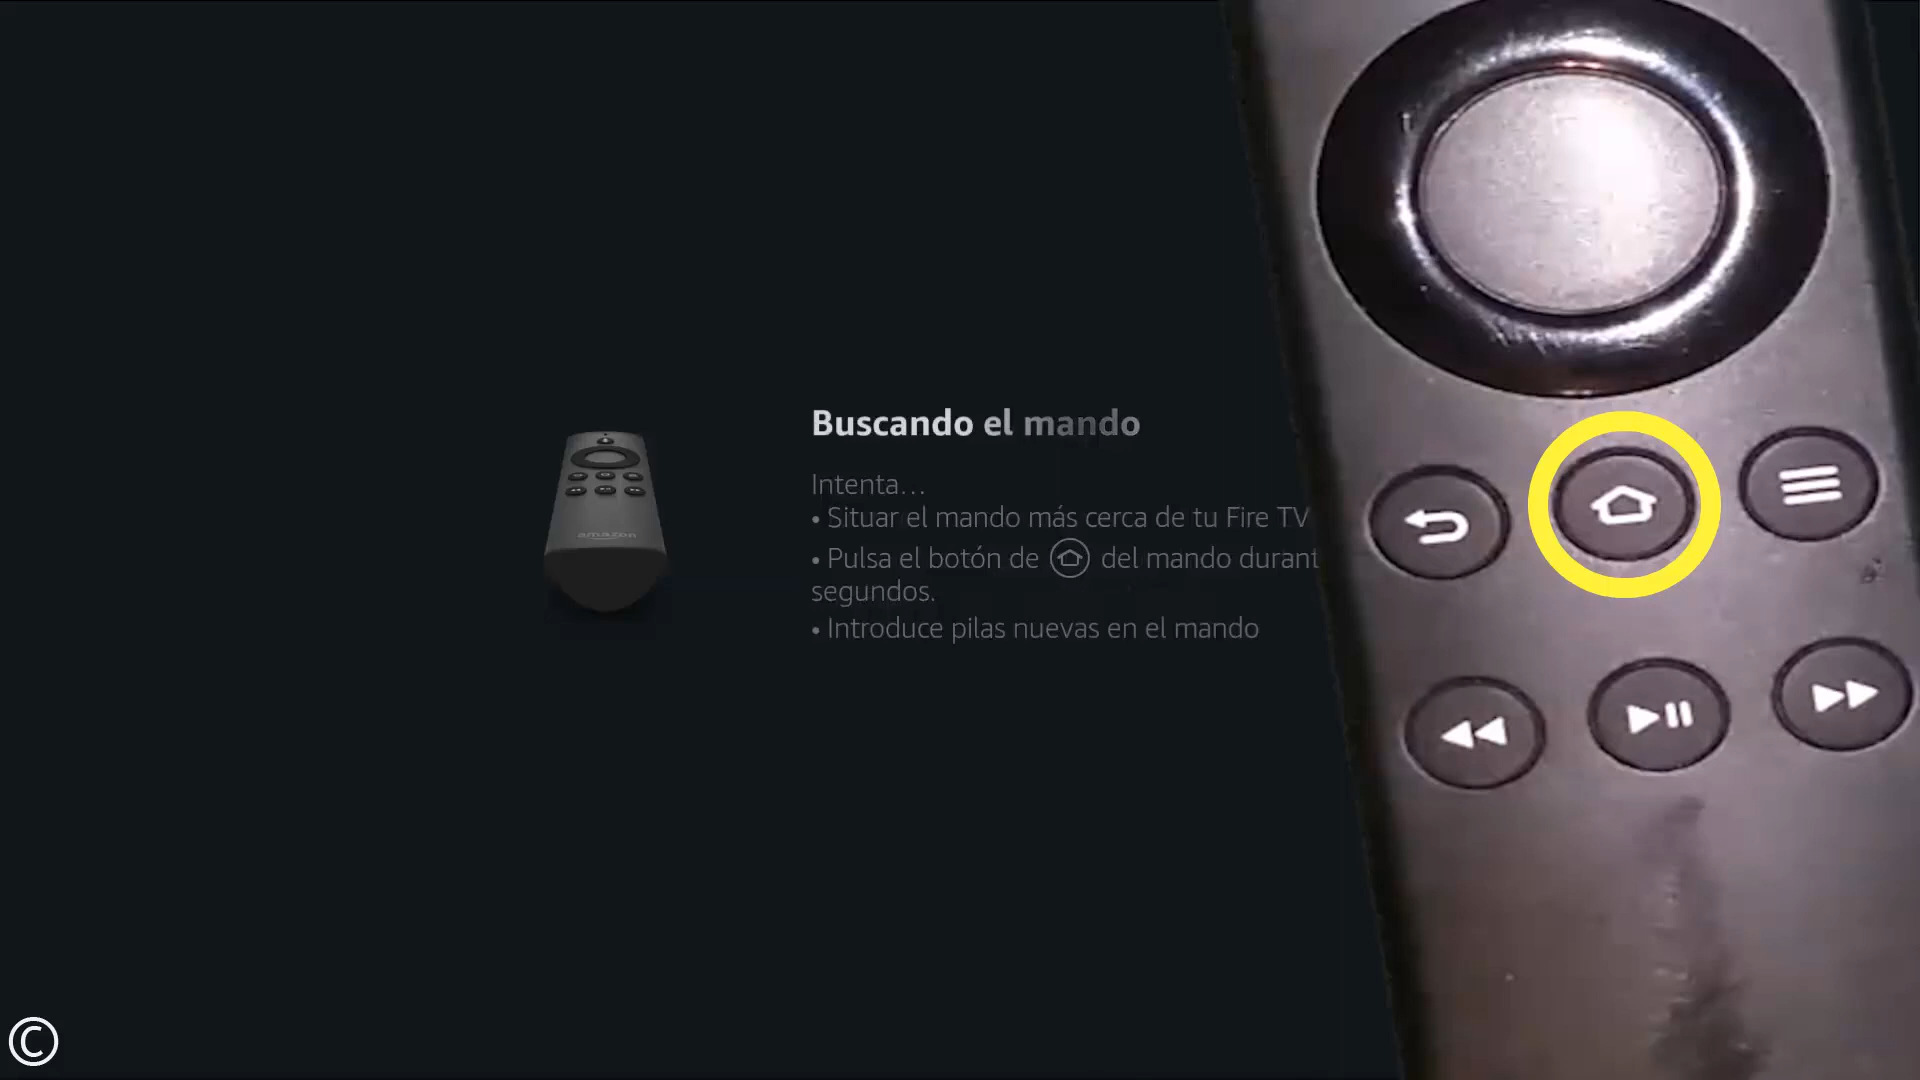 Buscando el mando
Intenta...
• Situar el mando más cerca de tu Fire TV
• Pulsa el botón de del mando durant
segundos.
• Introduce pilas nuevas en el mando
amazon
©